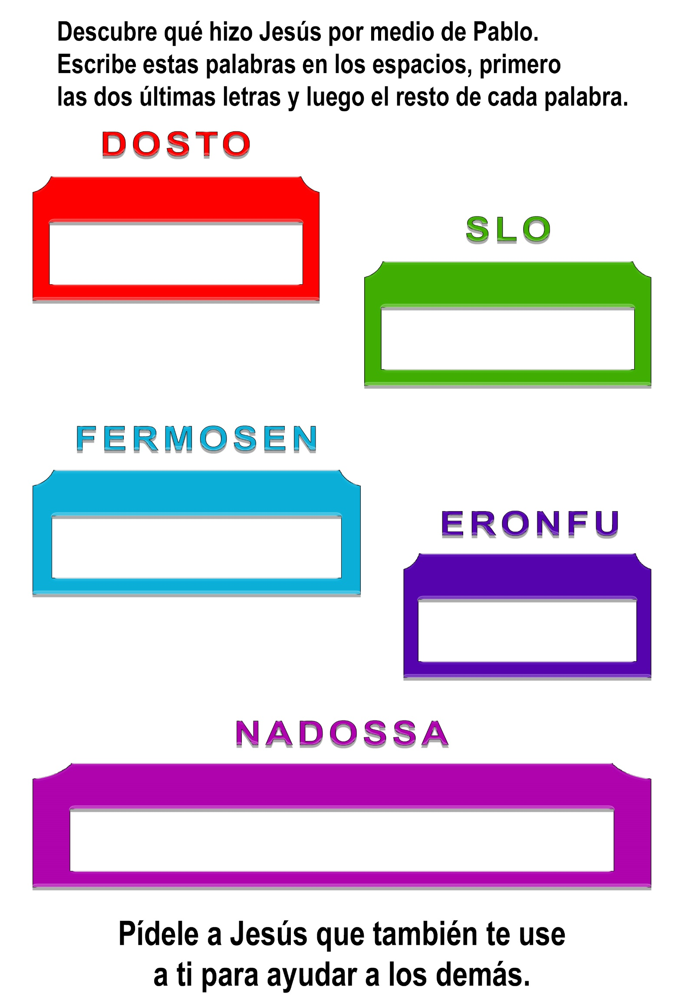 Descubre qué hizo Jesús por medio de Pablo.
Escribe estas palabras en los espacios, primero
las dos últimas letras y luego el resto de cada palabra.
DOSTO
SLO
FERMOSEN
ERONFU
NADOSSA
Pídele a Jesús que también te use
a ti para ayudar a los demás.